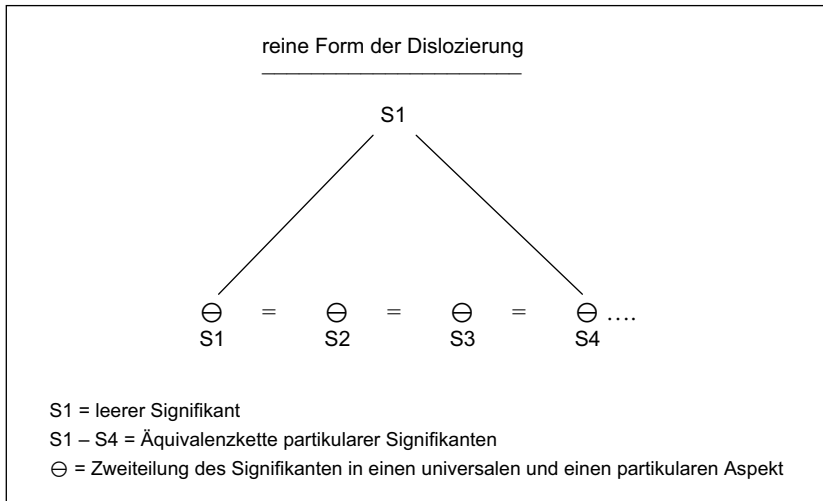 reine Form der Dislozierung
S1
⊖ = ⊖ = ⊖ = ⊖ ....
S1 S2 S3 S4
S1 = leerer Signifikant
S1 – S4 = Äquivalenzkette partikularer Signifikanten
⊖ = Zweiteilung des Signifikanten in einen universalen und einen partikularen Aspekt